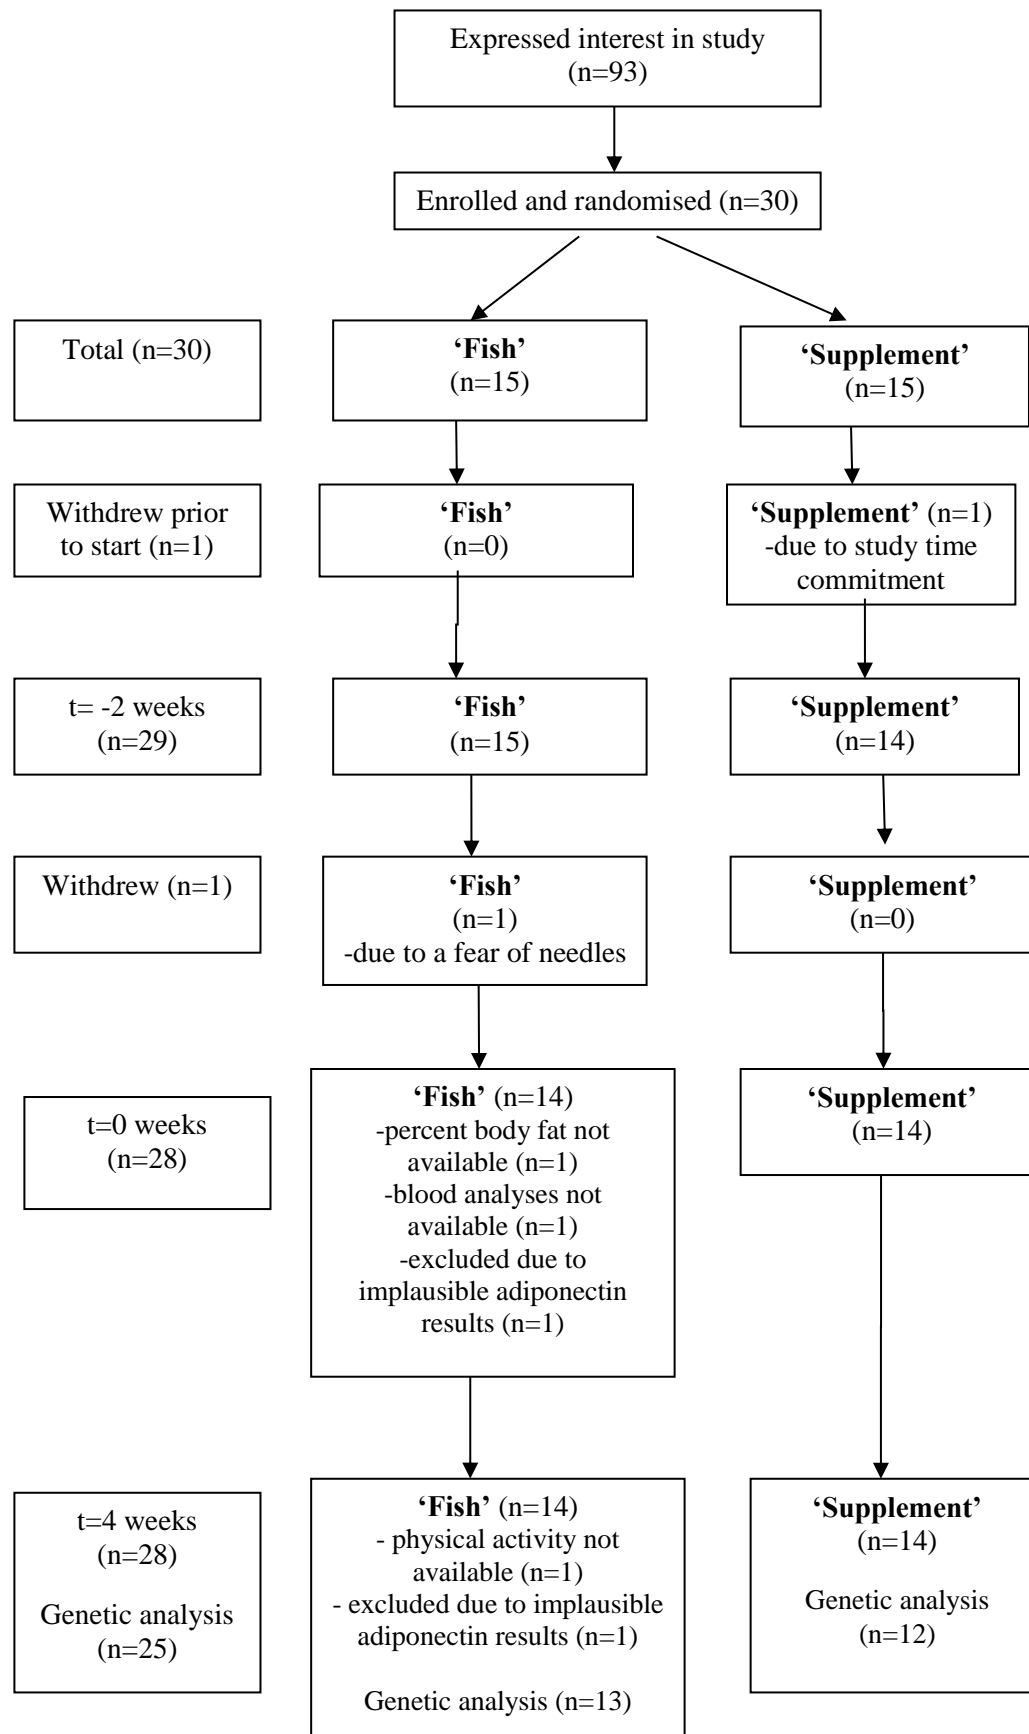 Expressed interest in study
(n=93)
Enrolled and randomised (n=30)
Total (n=30)
‘Fish’
(n=15)
‘Supplement’
(n=15)
Withdrew prior
to start (n=1)
‘Fish’
(n=0)
‘Supplement’ (n=1)
-due to study time
commitment
t= -2 weeks
(n=29)
‘Fish’
(n=15)
‘Supplement’
(n=14)
Withdrew (n=1)
‘Fish’
(n=1)
-due to a fear of needles
‘Supplement’
(n=0)
t=0 weeks
(n=28)
‘Fish’ (n=14)
-percent body fat not
available (n=1)
-blood analyses not
available (n=1)
-excluded due to
implausible adiponectin
results (n=1)
‘Supplement’
(n=14)
t=4 weeks
(n=28)
Genetic analysis
(n=25)
‘Fish’ (n=14)
- physical activity not
available (n=1)
- excluded due to implausible
adiponectin results (n=1)
Genetic analysis (n=13)
‘Supplement’
(n=14)
Genetic analysis
(n=12)